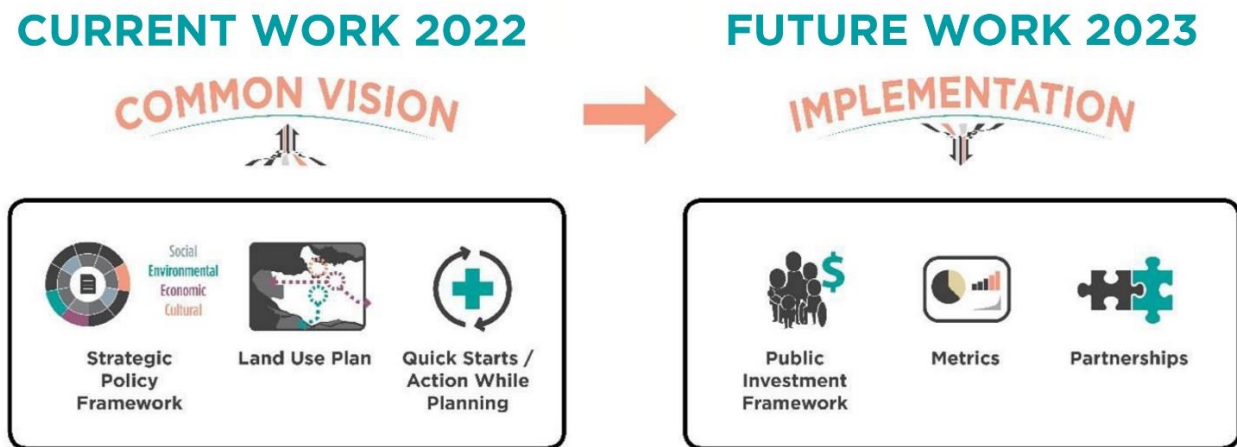 CURRENT WORK 2022
FUTURE WORK 2023
COMMON VISION
IMPLEMENTATION
Social
Environmental
Economic
Cultural
Strategic
Policy
Framework
Land Use Plan
Quick Starts /
Action While
Planning
$
Public
Investment
Framework
Metrics
Partnerships